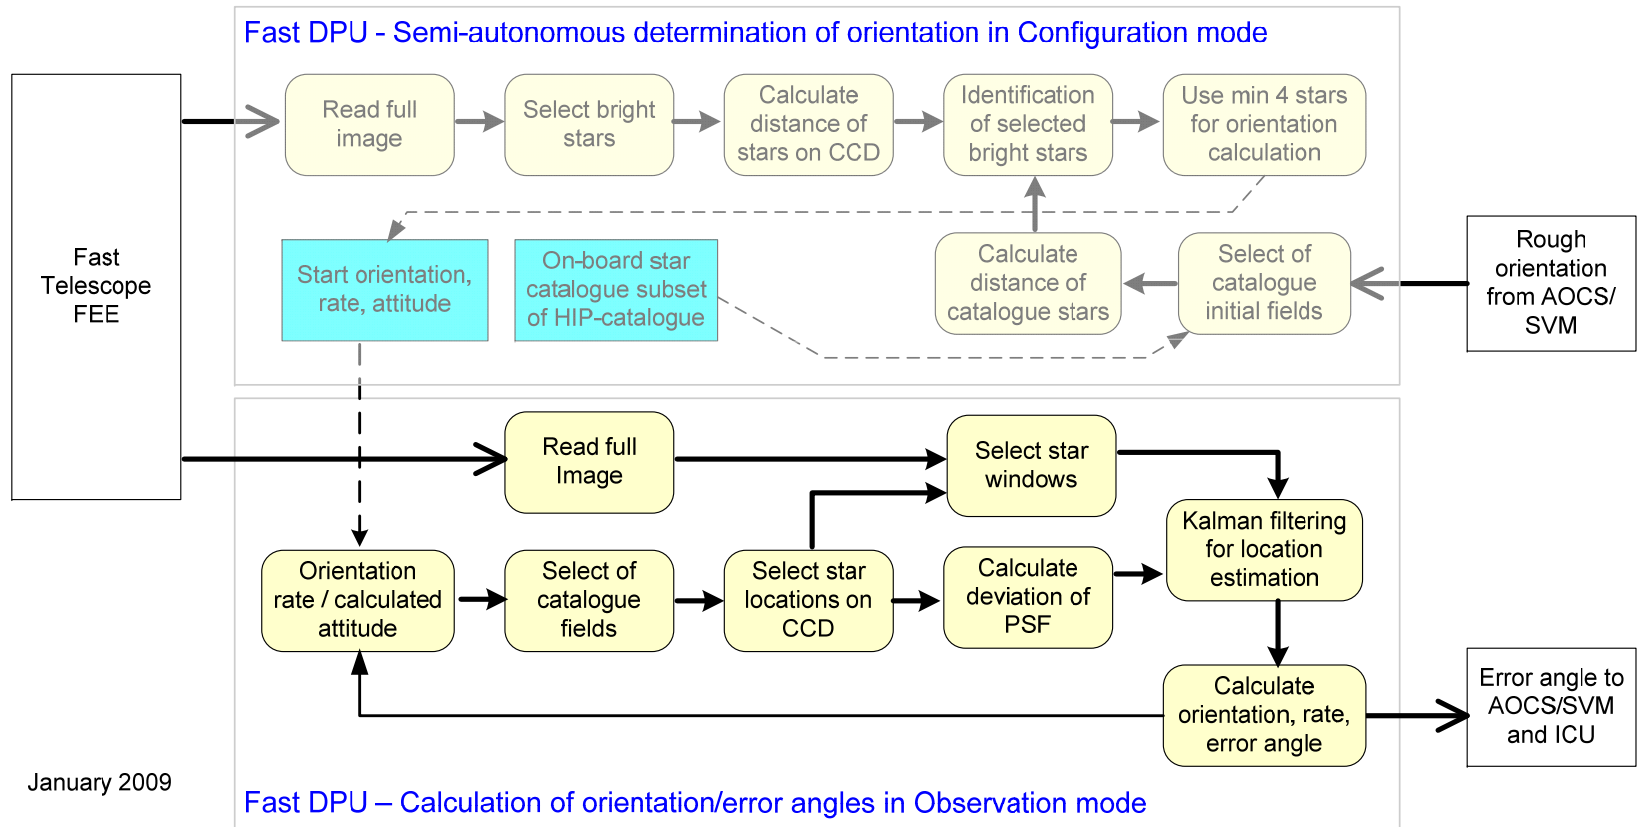 Fast DPU - Semi-autonomous determination of orientation in Configuration mode
Fast
Telescope
FEE
Read full
image
Select bright
stars
Calculate
distance of
stars on CCD
Identification
of selected
bright stars
Use min 4 stars
for orientation
calculation
Start orientation,
rate, attitude
On-board star
catalogue subset
of HIP-catalogue
Calculate
distance of
catalogue stars
Select of
catalogue
initial fields
Rough
orientation
from AOCS/
SVM
Read full
Image
Select star
windows
Kalman filtering
for location
estimation
Orientation
rate / calculated
attitude
Select of
catalogue
fields
Select star
locations on
CCD
Calculate
deviation of
PSF
Calculate
orientation, rate,
error angle
Error angle to
AOCS/SVM
and ICU
January 2009
Fast DPU – Calculation of orientation/error angles in Observation mode